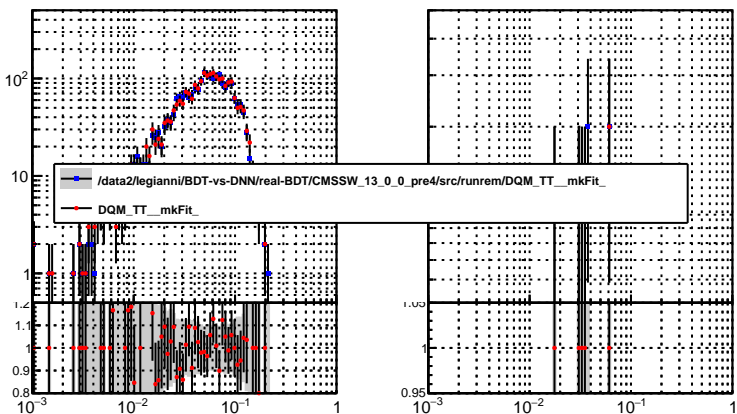 10²
10
1
/data2/legianni/BDT-vs-DNN/real-BDT/CMSSW_13_0_0_pre4/src/runrem/DQM_TT__mkFit_
DQM_TT__mkFit_
1.2
1.1
1
0.9
0.8
10⁻³ 10⁻² 10⁻¹ 1
1.05
1
0.95
10⁻³ 10⁻² 10⁻¹ 1